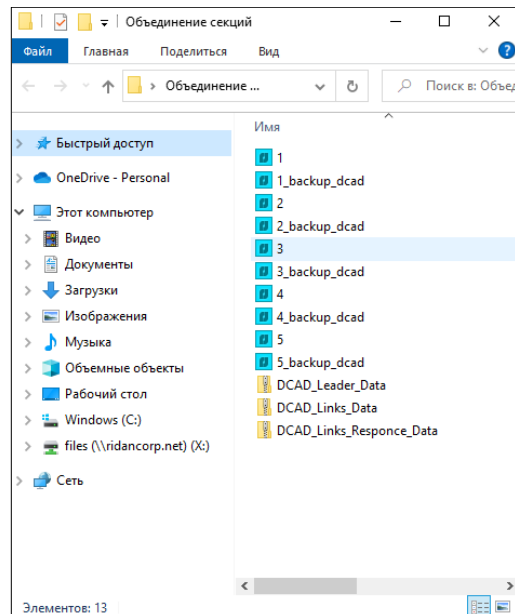 Объединение секций
Файл Главная Поделиться Вид
Объединение ... Поиск в: Объед
Имя
Быстрый доступ
OneDrive - Personal
Этот компьютер
Видео
Документы
Загрузки
Изображения
Музыка
Объемные объекты
Рабочий стол
Windows (C:)
files (\\ridancorp.net) (X:)
Сеть
1
1_backup_dcad
2
2_backup_dcad
3
3_backup_dcad
4
4_backup_dcad
5
5_backup_dcad
DCAD_Leader_Data
DCAD_Links_Data
DCAD_Links_Responce_Data
Элементов: 13